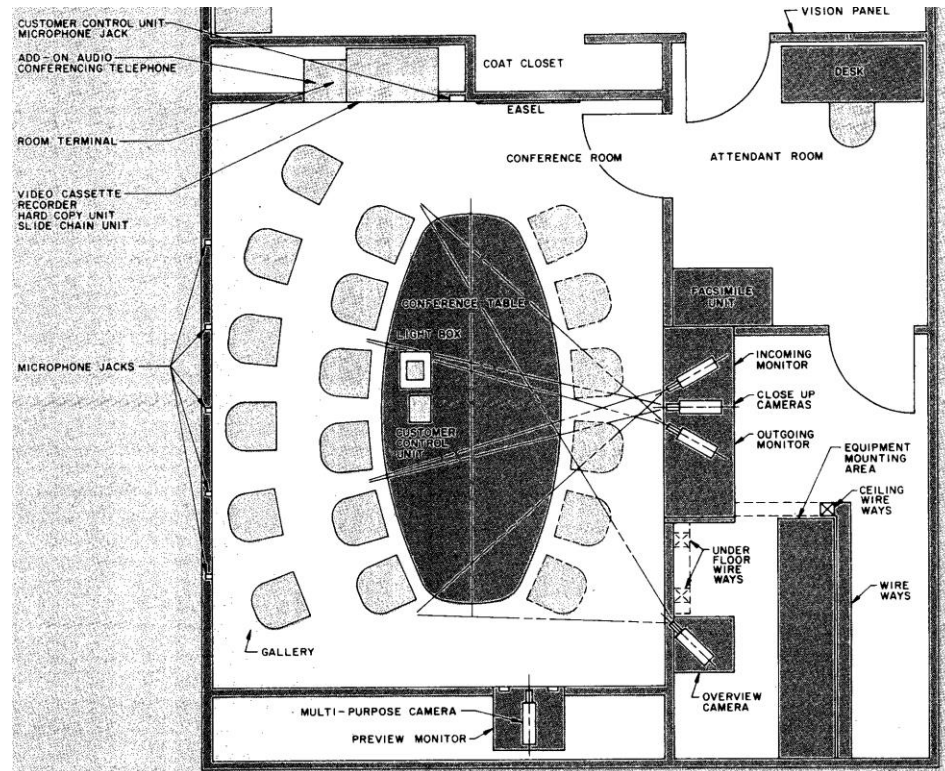 CUSTOMER CONTROL UNIT
MICROPHONE JACK
ADD-ON AUDIO
CONFERENCING TELEPHONE
ROOM TERMINAL
VIDEO CASSETTE
RECORDER
HARD COPY UNIT
SLIDE CHAIN UNIT
MICROPHONE JACKS
COAT CLOSET
EASEL
CONFERENCE ROOM
VISION PANEL
DESK
ATTENDANT ROOM
CONFERENCE TABLE
LIGHT BOX
CUSTOMER
CONTROL
UNIT
FACSIMILE
UNIT
INCOMING
MONITOR
CLOSE UP
CAMERAS
OUTGOING
MONITOR
EQUIPMENT
MOUNTING
AREA
CEILING
WIRE
WAYS
UNDER
FLOOR
WIRE
WAYS
WIRE
WAYS
GALLERY
OVERVIEW
CAMERA
MULTI-PURPOSE CAMERA
PREVIEW MONITOR